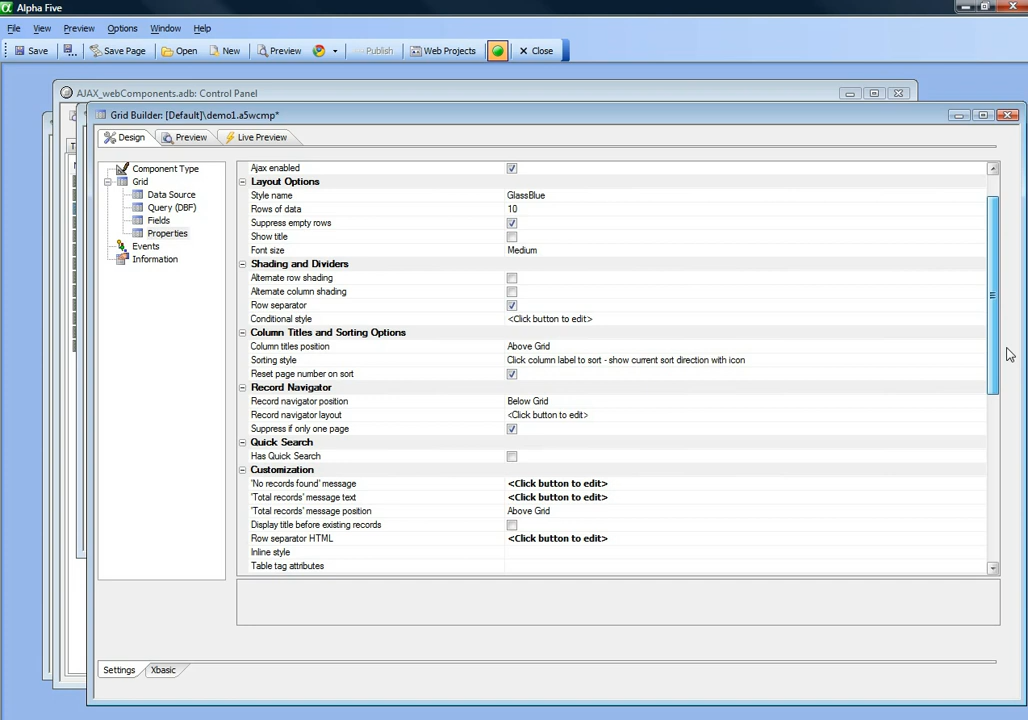 Alpha Five
File View Preview Options Window Help
Save Save Page Open New Preview Publish Web Projects Close
AJAX_webComponents.adb: Control Panel
Grid Builder: [Default]\demo1.a5wcmp*
Design Preview Live Preview
Component Type
Grid
Data Source
Query (DBF)
Fields
Properties
Events
Information
Ajax enabled
Layout Options
Style name GlassBlue
Rows of data 10
Suppress empty rows
Show title
Font size Medium
Shading and Dividers
Alternate row shading
Alternate column shading
Row separator
Conditional style <Click button to edit>
Column Titles and Sorting Options
Column titles position Above Grid
Sorting style Click column label to sort - show current sort direction with icon
Reset page number on sort
Record Navigator
Record navigator position Below Grid
Record navigator layout <Click button to edit>
Suppress if only one page
Quick Search
Has Quick Search
Customization
'No records found' message <Click button to edit>
'Total records' message text <Click button to edit>
'Total records' message position Above Grid
Display title before existing records
Row separator HTML <Click button to edit>
Inline style
Table tag attributes
Settings Xbasic